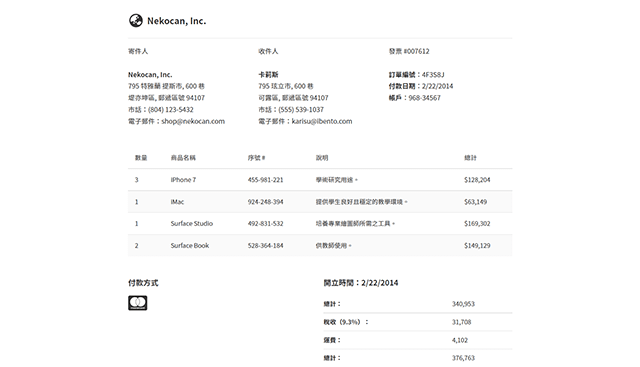 Nekocan, Inc.
寄件人
收件人
發票 #007612
Nekocan, Inc.
795 特雅蘭 提斯市, 600 巷
堤亦坤區, 郵遞區號 94107
市話：(804) 123-5432
電子郵件：shop@nekocan.com
卡莉斯
795 玹立市, 600 巷
可露區, 郵遞區號 94107
市話：(555) 539-1037
電子郵件：karisu@ibento.com
訂單編號：4F3S8J
付款日期：2/22/2014
帳戶：968-34567
數量 商品名稱 序號 # 說明 總計
3 iPhone 7 455-981-221 學術研究用途。 $128,204
1 iMac 924-248-394 提供學生良好且穩定的教學環境。 $63,149
1 Surface Studio 492-831-532 培養專業繪圖師所需之工具。 $169,302
2 Surface Book 528-364-184 供教師使用。 $149,129
付款方式
開立時間：2/22/2014
總計： 340,953
稅收（9.3%）： 31,708
運費： 4,102
總計： 376,763